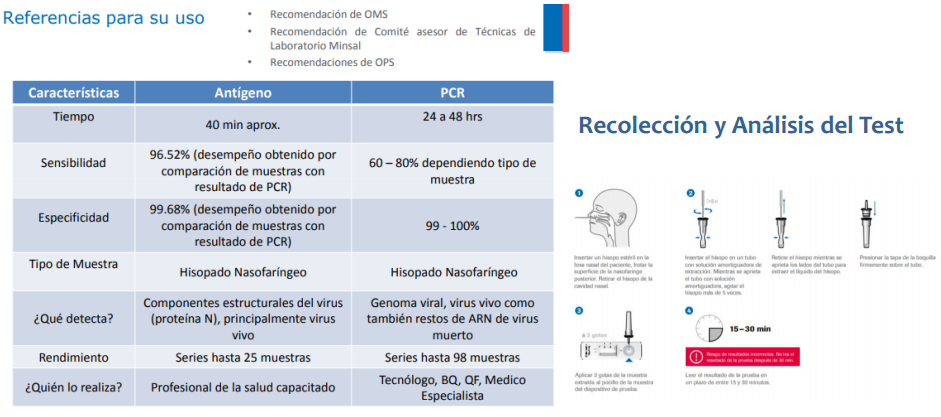 Referencias para su uso
• Recomendación de OMS
• Recomendación de Comité asesor de Técnicas de
Laboratorio Minsal
• Recomendaciones de OPS
Características Antígeno PCR
Tiempo 40 min aprox. 24 a 48 hrs
Sensibilidad
96.52% (desempeño obtenido por
comparación de muestras con
resultado de PCR)
60 – 80% dependiendo tipo de
muestra
Especificidad
99.68% (desempeño obtenido por
comparación de muestras con
resultado de PCR)
99 - 100%
Tipo de Muestra Hisopado Nasofaríngeo Hisopado Nasofaríngeo
¿Qué detecta?
Componentes estructurales del virus
(proteína N), principalmente virus
vivo
Genoma viral, virus vivo como
también restos de ARN de virus
muerto
Rendimiento Series hasta 25 muestras Series hasta 98 muestras
¿Quién lo realiza? Profesional de la salud capacitado
Tecnólogo, BQ, QF, Medico
Especialista
Recolección y Análisis del Test
1
Insertar un hisopo estéril en la
fosa nasal del paciente, frotar la
superficie de la nasofaringe
posterior. Retirar el hisopo de la
cavidad nasal.
2
Insertar el hisopo en un tubo
con solución amortiguadora de
extracción. Mientras se aprieta
el tubo con solución
amortiguadora, agitar el
hisopo más de 5 veces.
Retirar el hisopo mientras se
aprieta los lados del tubo para
extraer el líquido del hisopo.
Presionar la tapa de la boquilla
firmemente sobre el tubo.
3
3 gotas
Aplicar 3 gotas de la muestra
extraída al pocillo de la muestra
del dispositivo de prueba.
4
15–30 min
Riesgo de resultados incorrectos. No lea el
resultado de la prueba después de 30 min.
Leer el resultado de la prueba en
un plazo de entre 15 y 30 minutos.